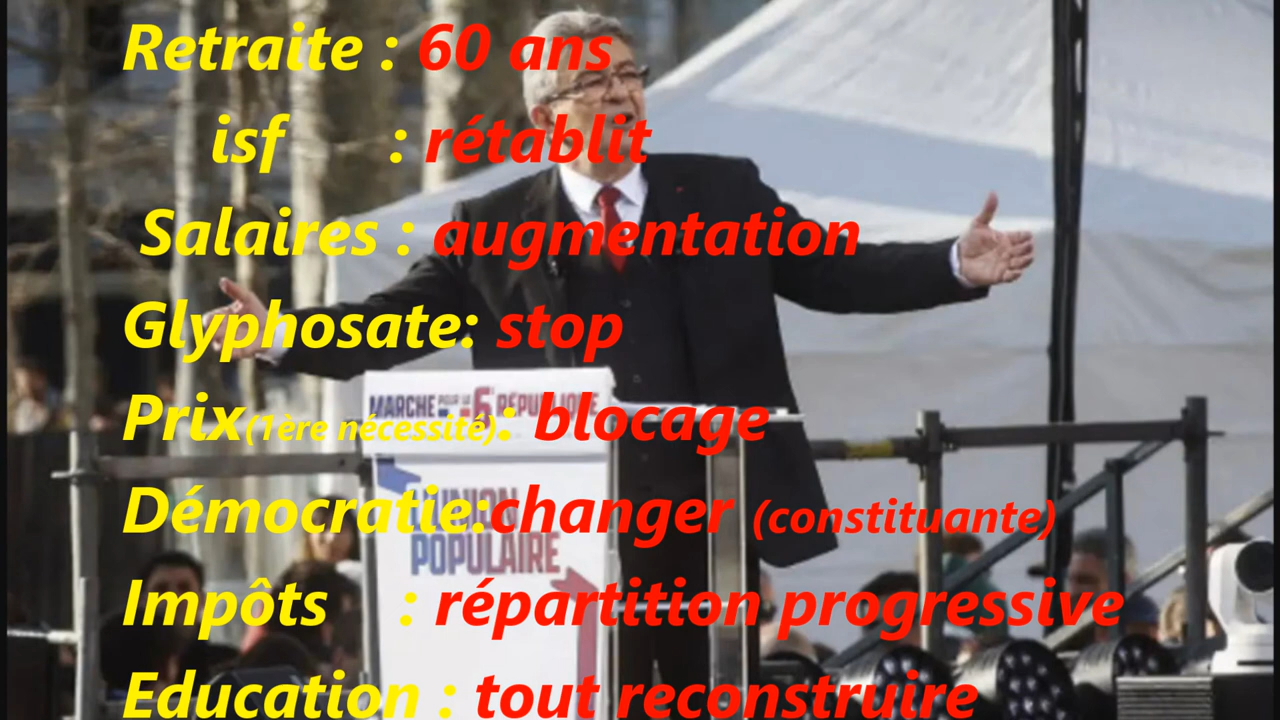 Retraite : 60 ans
isf : rétablit
Salaires : augmentation
Glyphosate: stop
MARCHE POUR LA 6e RÉPUBLIQUE
Prix(1ère nécessité): blocage
Démocratie:changer (constituante)
L'UNION
POPULAIRE
Impôts : répartition progressive
Education : tout reconstruire